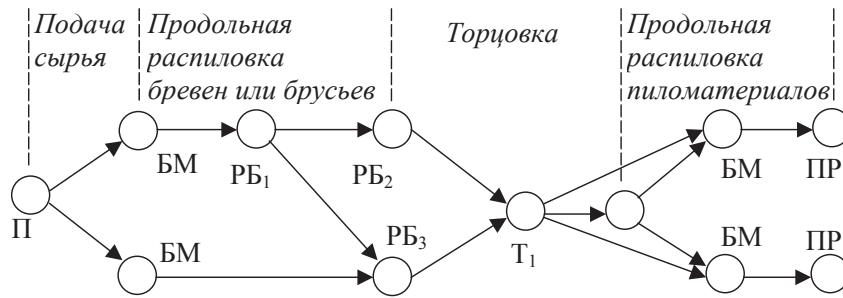 Подача
сырья
Продольная
распиловка
бревен или брусьев
Торцовка
Продольная
распиловка
пиломатериалов
БМ
РБ1
РБ2
БМ
ПР
П
БМ
РБ3
Т1
БМ
ПР